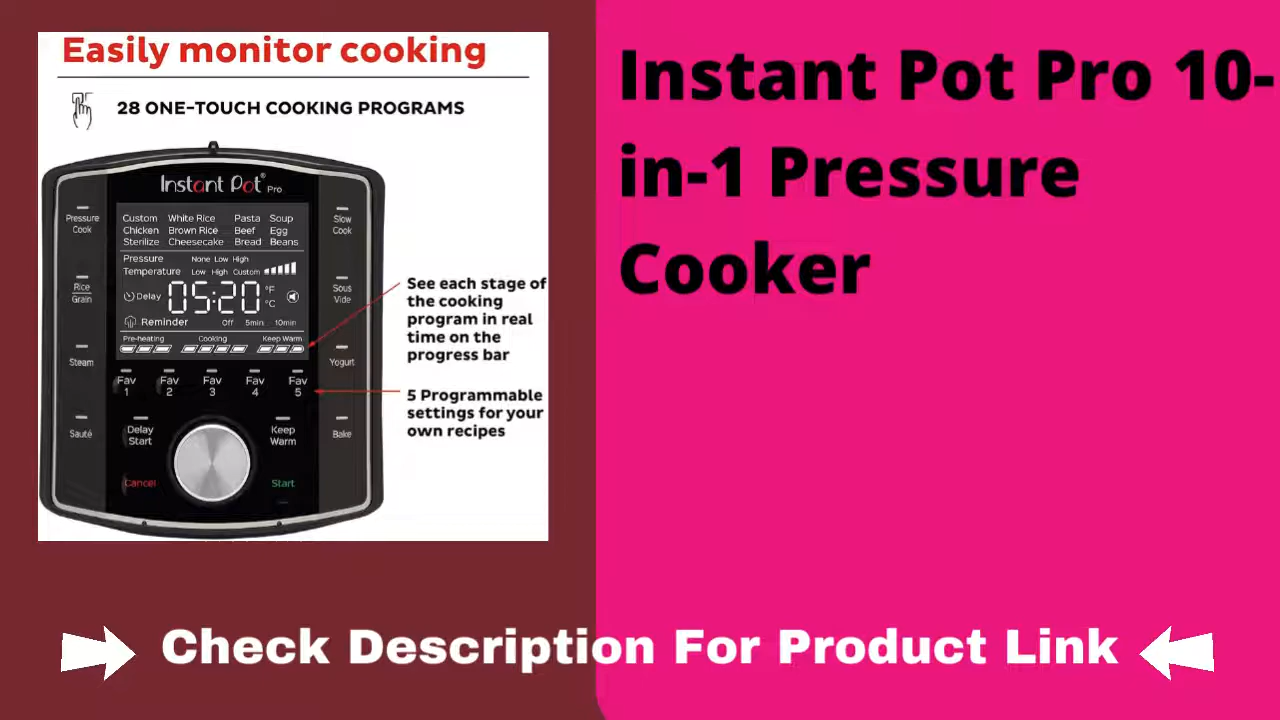 Easily monitor cooking
28 ONE-TOUCH COOKING PROGRAMS
Instant Pot® Pro
Custom White Rice Pasta Soup
Chicken Brown Rice Beef Egg
Sterilize Cheesecake Bread Beans
Pressure None Low High
Temperature Low High Custom
Delay 05:20 °F
°C
Reminder Off 5min 10min
Pre-heating Cooking Keep Warm
Pressure
Cook
Rice
Grain
Steam
Sauté
Slow
Cook
Sous
Vide
Yogurt
Bake
Fav Fav Fav Fav Fav
1 2 3 4 5
Delay
Start
Keep
Warm
Cancel
Start
See each stage of
the cooking
program in real
time on the
progress bar
5 Programmable
settings for your
own recipes
Instant Pot Pro 10-
in-1 Pressure
Cooker
Check Description For Product Link